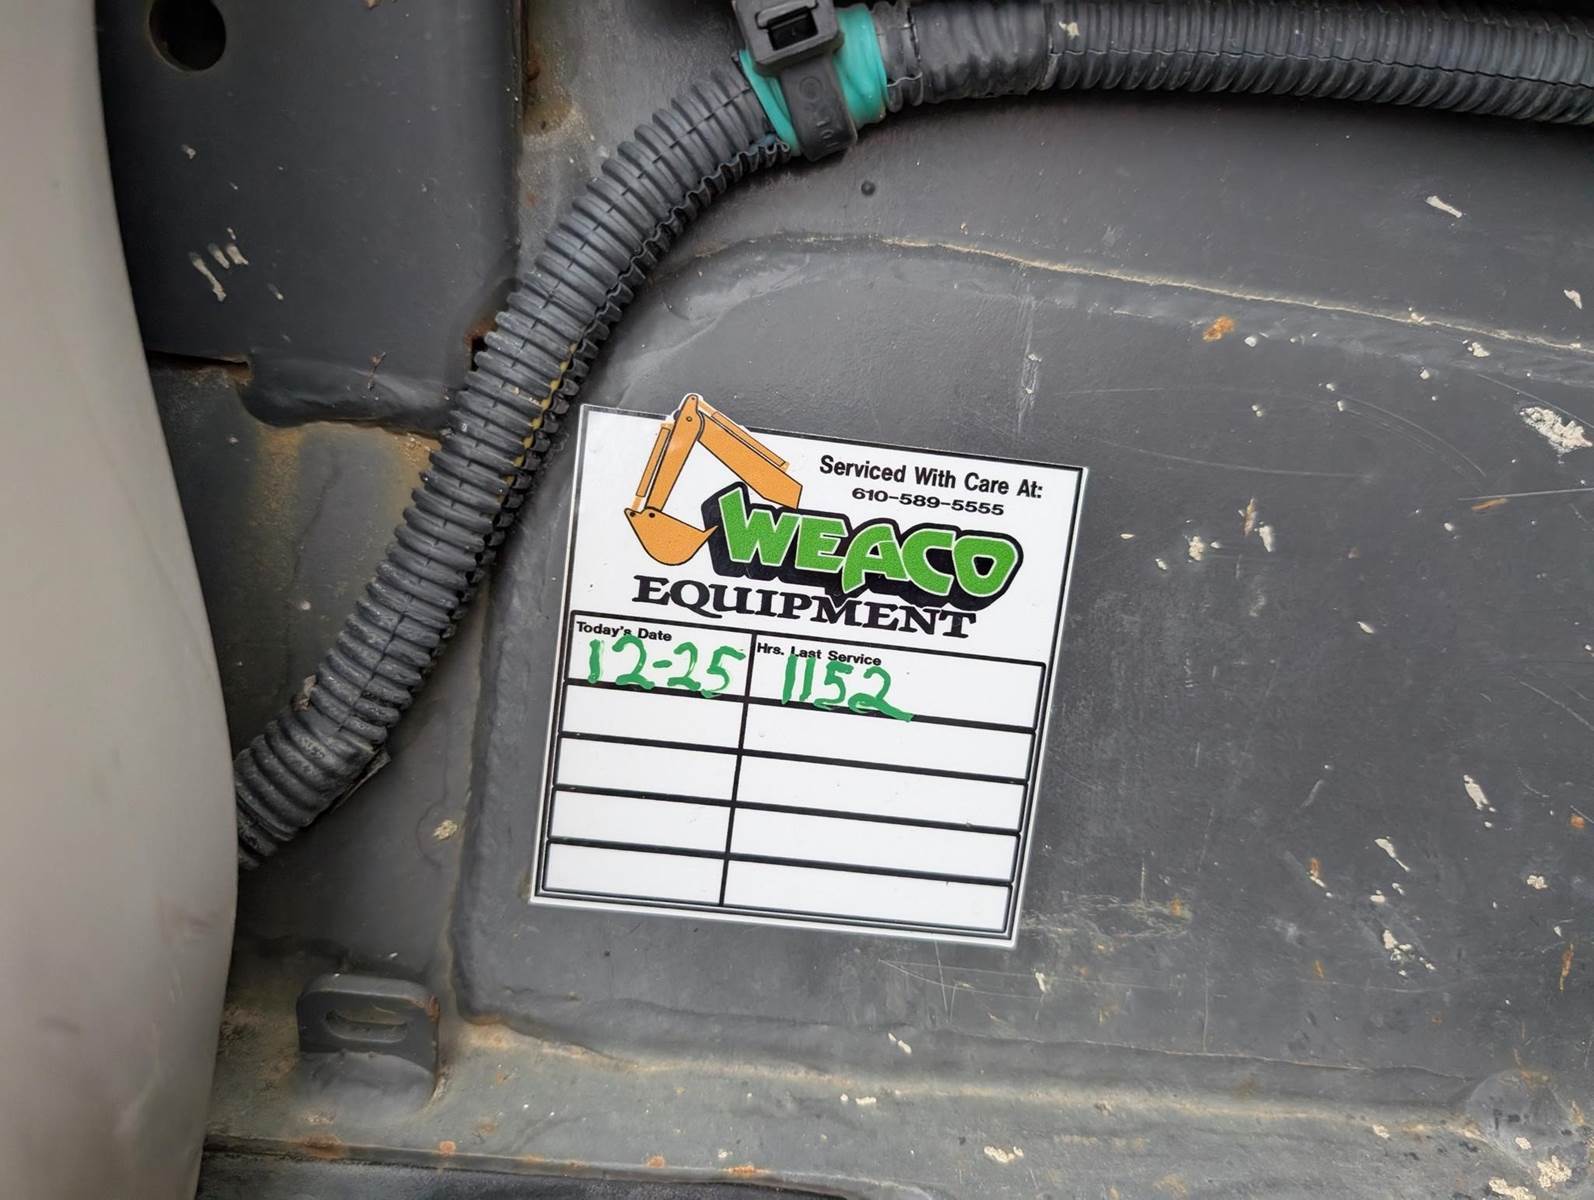 Serviced With Care At:
610-589-5555
WEACO
EQUIPMENT
Today's Date
Hrs. Last Service
12-25
1152